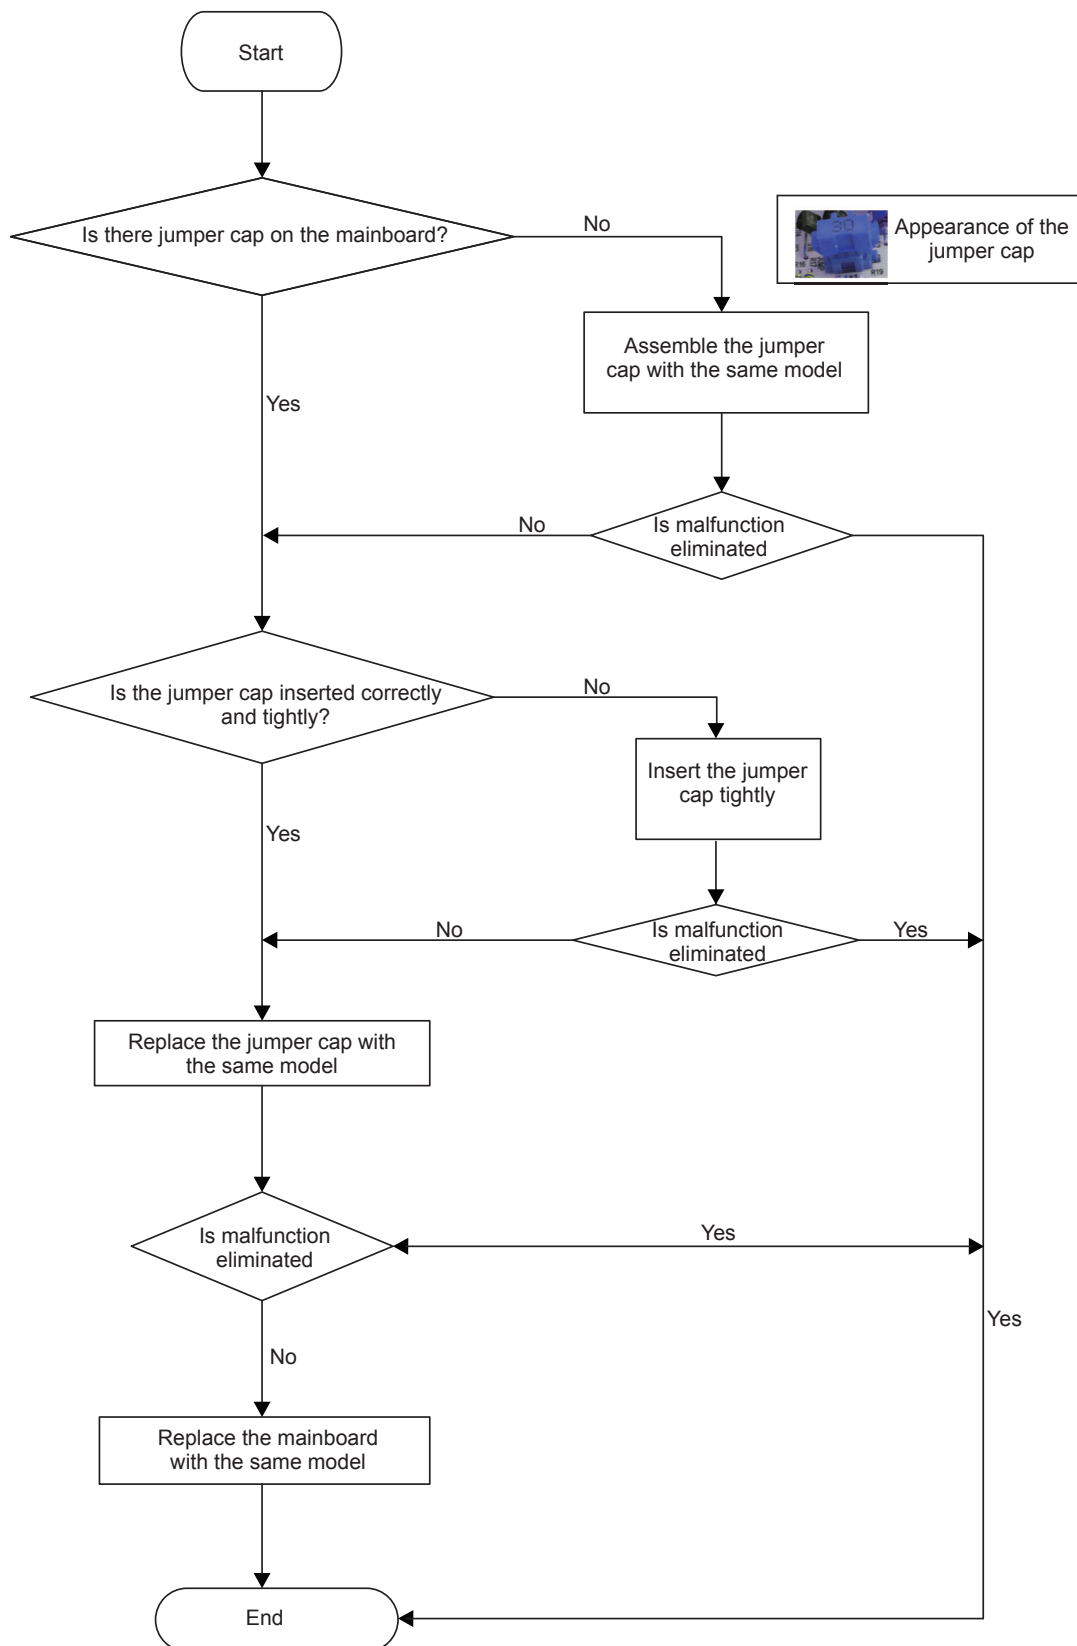 Start
Is there jumper cap on the mainboard?
No
30
R19
Appearance of the
jumper cap
Assemble the jumper
cap with the same model
Yes
No
Is malfunction
eliminated
Is the jumper cap inserted correctly
and tightly?
No
Insert the jumper
cap tightly
Yes
No
Is malfunction
eliminated
Yes
Replace the jumper cap with
the same model
Is malfunction
eliminated
Yes
Yes
No
Replace the mainboard
with the same model
End